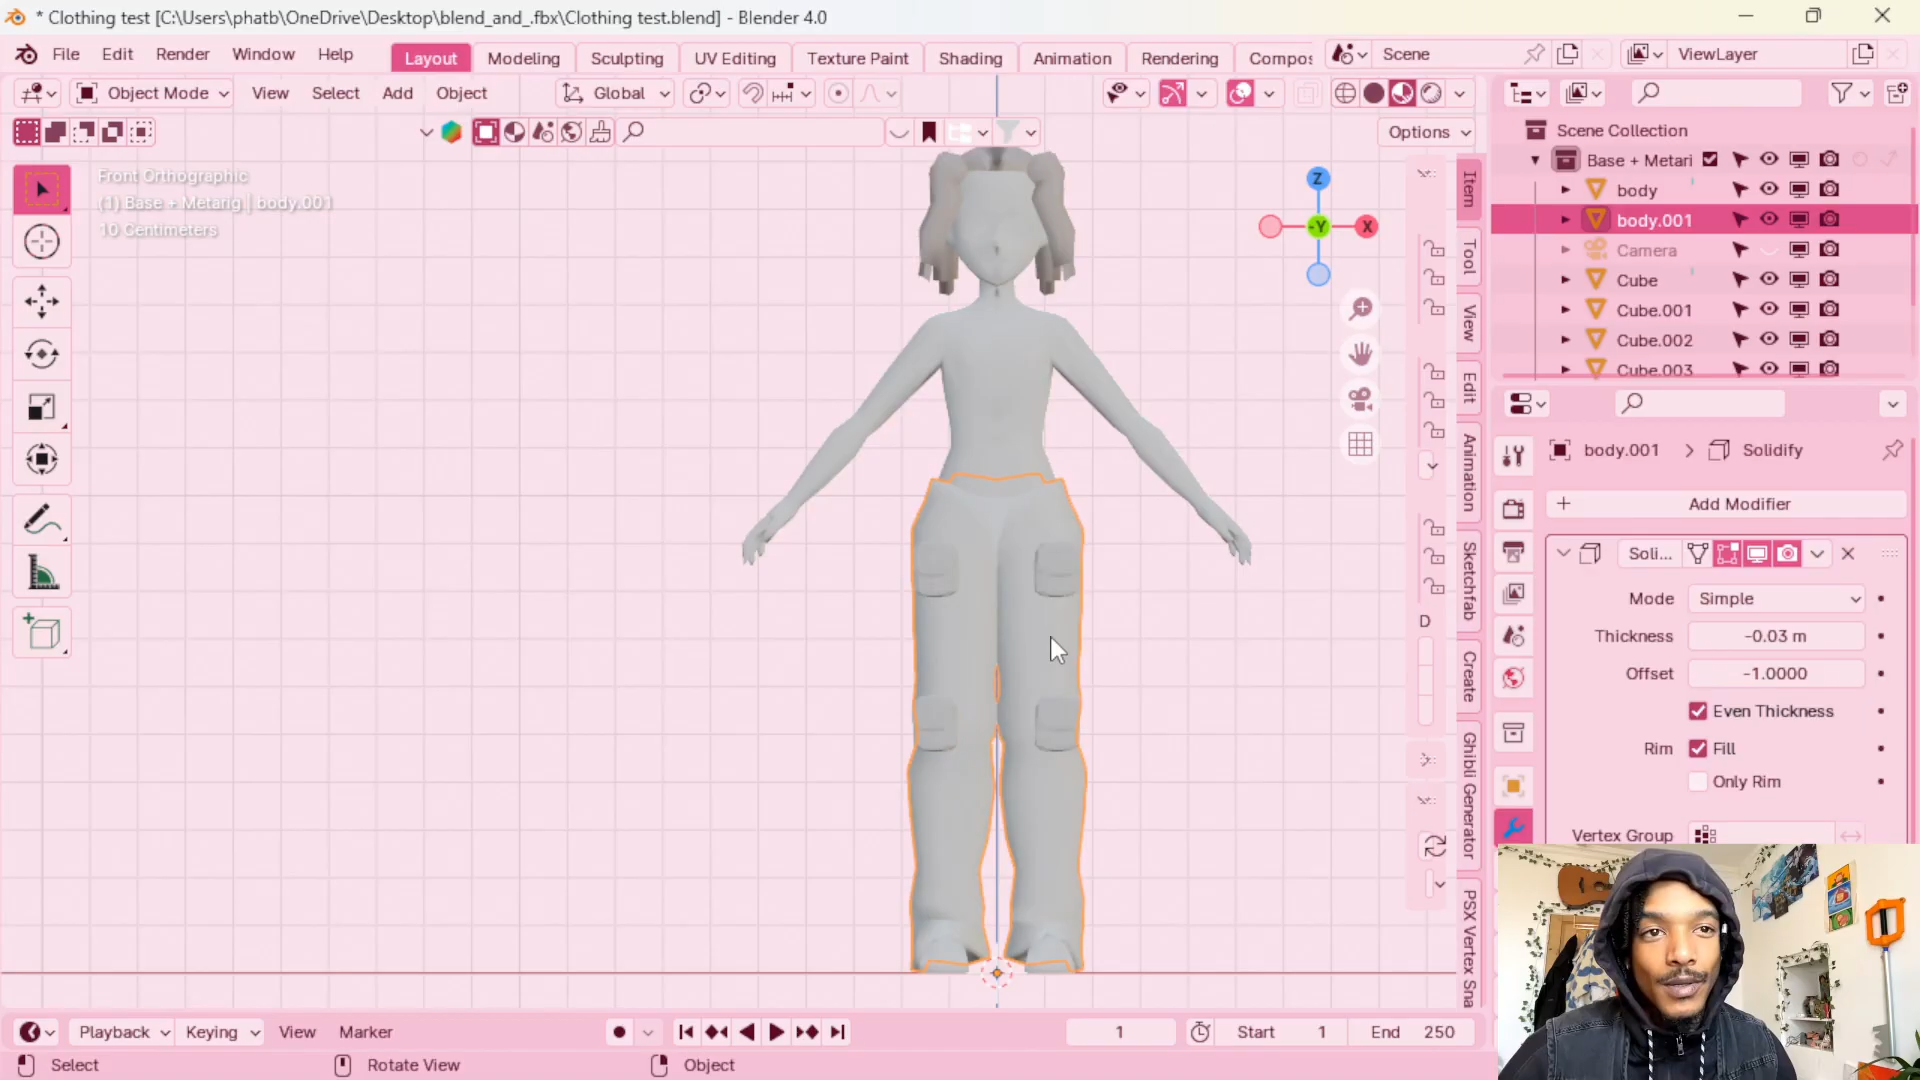 * Clothing test [C:\Users\phatb\OneDrive\Desktop\blend_and_.fbx\Clothing test.blend] - Blender 4.0
File Edit Render Window Help Layout Modeling Sculpting UV Editing Texture Paint Shading Animation Rendering Compos Scene ViewLayer
Object Mode View Select Add Object Global
Options
Front Orthographic
(1) Base + Metarig | body.001
10 Centimeters
Z
-Y
X
Item
Tool
View
Edit
Animation
Sketchfab
Create
Ghibli Generator
PSX Vertex Sna
D
Scene Collection
Base + Metari
body
body.001
Camera
Cube
Cube.001
Cube.002
Cube.003
body.001 > Solidify
+ Add Modifier
Soli...
Mode Simple
Thickness -0.03 m
Offset -1.0000
Even Thickness
Rim Fill
Only Rim
Vertex Group
Playback Keying View Marker 1 Start 1 End 250
Select Rotate View Object